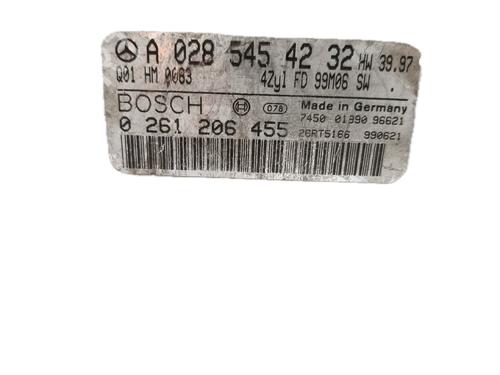 A 028 545 42 32 HW 39.97
Q01 HM 0083 4Zyl FD 99M06 SW .
BOSCH 078 Made in Germany
7450 01990 96621
0 261 206 455
26RT5166 990621